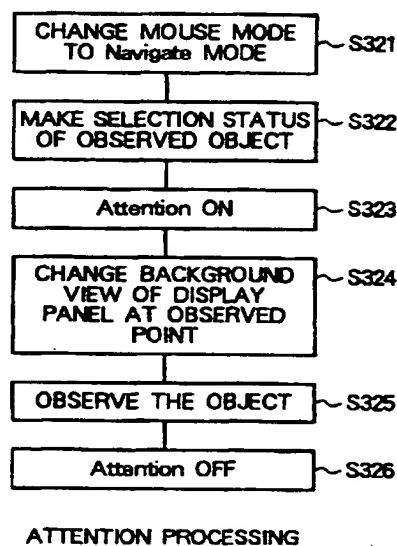 CHANGE MOUSE MODE
TO Navigate MODE
S321
MAKE SELECTION STATUS
OF OBSERVED OBJECT
S322
Attention ON
S323
CHANGE BACKGROUND
VIEW OF DISPLAY
PANEL AT OBSERVED
POINT
S324
OBSERVE THE OBJECT
S325
Attention OFF
S326
ATTENTION PROCESSING